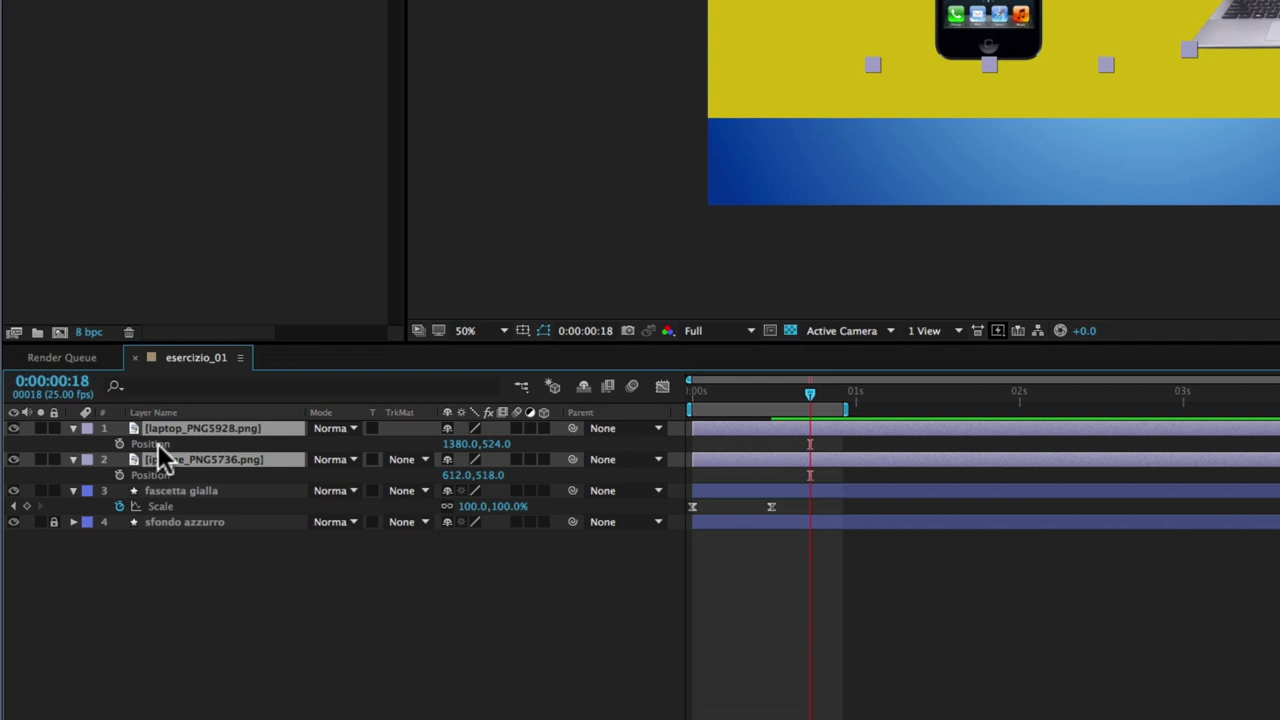 8 bpc
50%
0:00:00:18
Full
Active Camera
1 View
+0.0
Render Queue
× esercizio_01
0:00:00:18
00018 (25.00 fps)
:00s 01s 02s 03s
# Layer Name Mode T TrkMat fx Parent
1 [laptop_PNG5928.png] Norma None
Position 1380.0,524.0
2 [ip e_PNG5736.png] Norma None None
Position 612.0,518.0
3 fascetta gialla Norma None None
Scale 100.0,100.0%
4 sfondo azzurro Norma None None